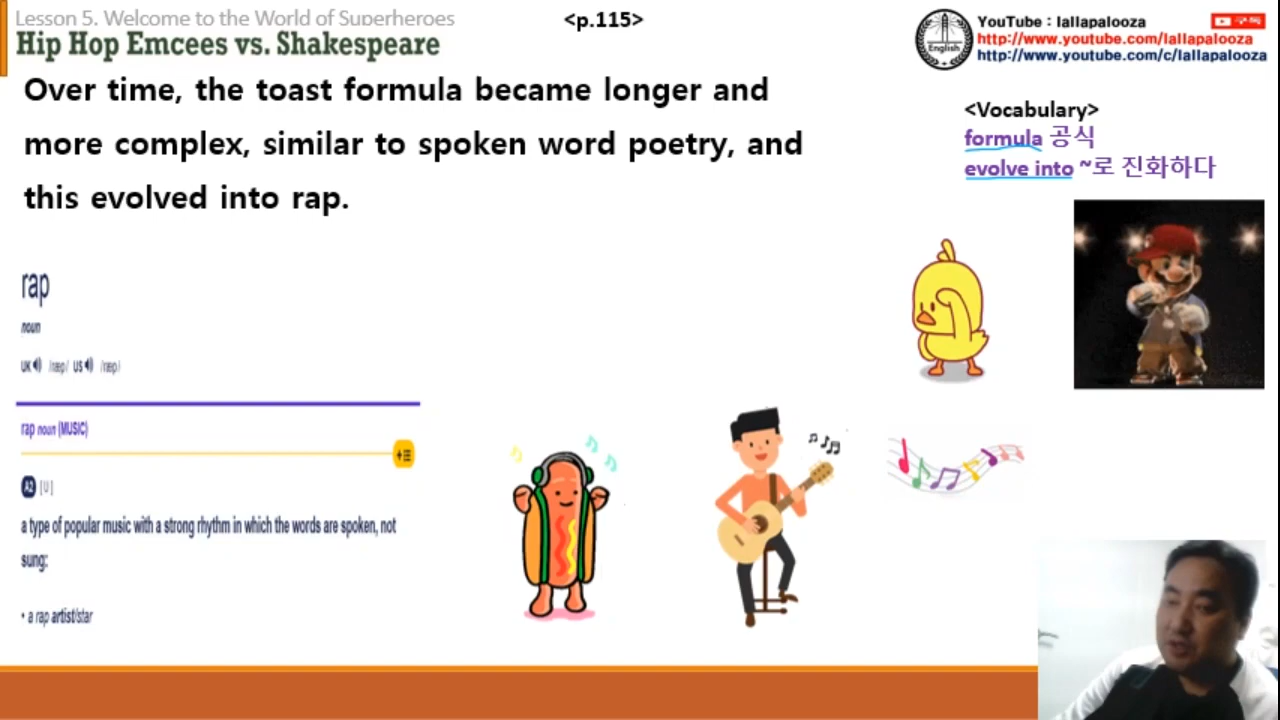 Lesson 5. Welcome to the World of Superheroes
<p.115>
Hip Hop Emcees vs. Shakespeare
English
YouTube : lallapalooza
구독
http://www.youtube.com/lallapalooza
http://www.youtube.com/c/lallapalooza
Over time, the toast formula became longer and
more complex, similar to spoken word poetry, and
this evolved into rap.
<Vocabulary>
formula 공식
evolve into ~로 진화하다
rap
noun
UK /ræp/ US /ræp/
rap noun (MUSIC)
A2 [U]
a type of popular music with a strong rhythm in which the words are spoken, not
sung:
• a rap artist/star